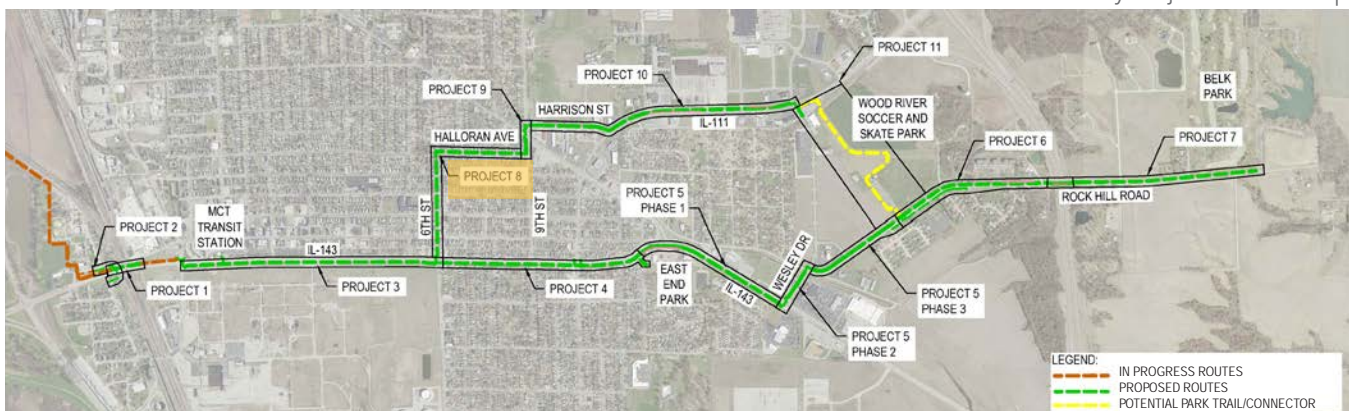 PROJECT 11
PROJECT 10
PROJECT 9
HARRISON ST
IL-111
HALLORAN AVE
WOOD RIVER
SOCCER AND
SKATE PARK
BELK
PARK
PROJECT 6
PROJECT 7
PROJECT 8
ROCK HILL ROAD
PROJECT 5
PHASE 1
6TH ST
9TH ST
MCT
TRANSIT
STATION
PROJECT 2
IL-143
PROJECT 1
PROJECT 3
PROJECT 4
EAST
END
PARK
IL-143
WESLEY DR
PROJECT 5
PHASE 3
PROJECT 5
PHASE 2
LEGEND:
IN PROGRESS ROUTES
PROPOSED ROUTES
POTENTIAL PARK TRAIL/CONNECTOR